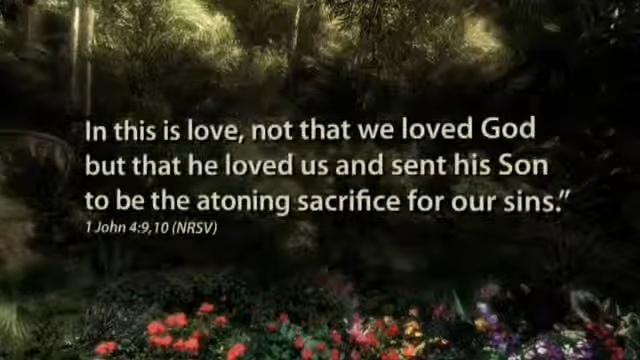 In this is love, not that we loved God
but that he loved us and sent his Son
to be the atoning sacrifice for our sins.”
1 John 4:9,10 (NRSV)